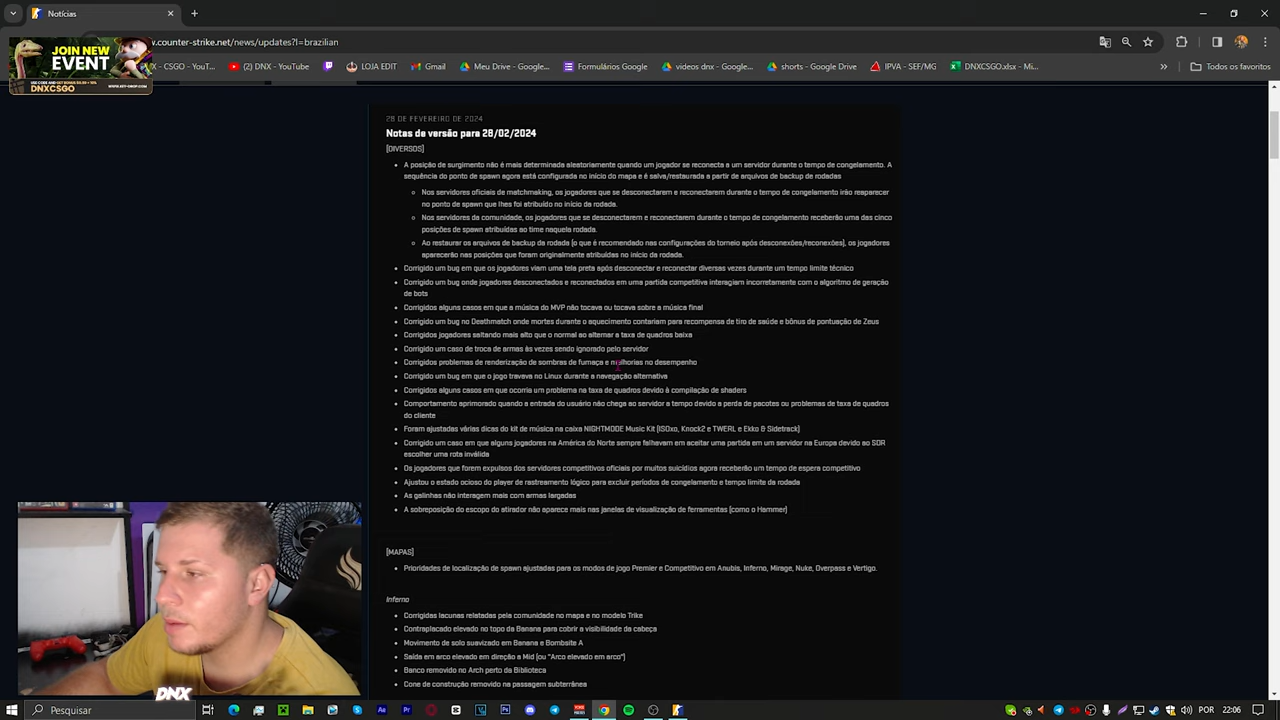 Notícias
.counter-strike.net/news/updates?l=brazilian
JOIN NEW
EVENT
DNXCSGO
CSGO - YouTu...
(2) DNX - YouTube
Twitch
LIVE DA EDIT
Meu Drive - Google...
Formulários Google
VIDEO EDIT - Google...
Arquivos CSGO - Go...
IPVA - SEF/MG
DNXCSGO COMO - Mi...
Todos os favoritos
28 DE FEVEREIRO DE 2024
Notas de versão para 28/02/2024
[DIVERSOS]
A posição de surgimento não é mais determinada aleatoriamente quando um jogador se reconecta a um servidor durante o tempo de congelamento. A
sequência do ponto de spawn agora está configurada no início do mapa e é salva/restaurada a partir de arquivos de backup de rodadas
Nos servidores oficiais de matchmaking, os jogadores que se desconectarem e reconectarem durante o tempo de congelamento irão reaparecer
no ponto de spawn que lhes foi atribuído no início da rodada.
Nos servidores da comunidade, os jogadores que se desconectarem e reconectarem durante o tempo de congelamento receberão uma das cinco
posições de spawn atribuídas ao time naquela rodada.
Ao restaurar os arquivos de backup da rodada (o que é recomendado nas configurações do torneio após desconexões/reconexões), os jogadores
aparecerão nas posições que foram originalmente atribuídas no início da rodada.
Corrigido um bug em que os jogadores viam uma tela preta após desconectar e reconectar diversas vezes durante um tempo limite técnico
Corrigido um bug onde jogadores desconectados e reconectados em uma partida competitiva interagiam incorretamente com o algoritmo de geração
de bots
Corrigidos alguns casos em que a música do MVP não tocava ou tocava sobre a música final
Corrigido um bug no Deathmatch onde mortes durante o aquecimento contariam para recompensa de tiro de saúde e bônus de pontuação de Zeus
Corrigidos jogadores saltando mais alto que o normal ao alternar a taxa de quadros baixa
Corrigido um caso de troca de armas às vezes sendo ignorado pelo servidor
Corrigidos problemas de renderização de sombras de fumaça e melhorias no desempenho
Corrigido um bug em que o jogo travava no Linux durante a navegação alternativa
Corrigidos alguns casos em que ocorria um problema na taxa de quadros devido à compilação de shaders
Comportamento aprimorado quando a entrada do usuário não chega ao servidor a tempo devido a perda de pacotes ou problemas de taxa de quadros
do cliente
Foram ajustadas várias dicas do kit de música na caixa NIGHTMODE Music Kit (ISOxo, Knock2 e TWERL e Ekko & Sidetrack)
Corrigido um caso em que alguns jogadores na América do Norte sempre falhavam em aceitar uma partida em um servidor na Europa devido ao SDR
escolher uma rota inválida
Os jogadores que forem expulsos dos servidores competitivos oficiais por muitos suicídios agora receberão um tempo de espera competitivo
Ajustou o estado ocioso do player de rastreamento lógico para excluir períodos de congelamento e tempo limite da rodada
As galinhas não interagem mais com armas largadas
A sobreposição do escopo do atirador não aparece mais nas janelas de visualização de ferramentas (como o Hammer)
[MAPAS]
Prioridades de localização de spawn ajustadas para os modos de jogo Premier e Competitivo em Anubis, Inferno, Mirage, Nuke, Overpass e Vertigo.
Inferno
Corrigidas lacunas relatadas pela comunidade no mapa e no modelo Trike
Contraplacado elevado no topo da Banana para cobrir a visibilidade da cabeça
Movimento de solo suavizado em Banana e Bombsite A
Saída em arco elevado em direção a Mid (ou "Arco elevado em arco")
Banco removido no Arch perto da Biblioteca
Cone de construção removido na passagem subterrânea
DNX
Pesquisar
POR
22:06